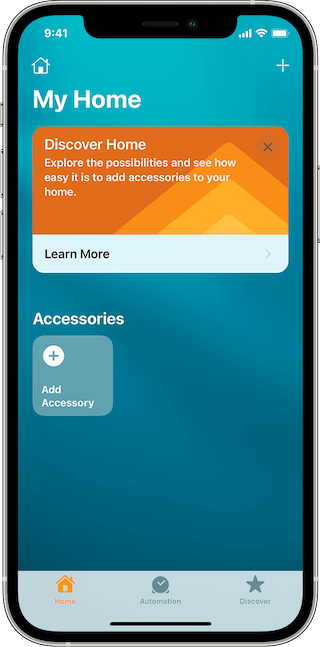 9:41
My Home
Discover Home
Explore the possibilities and see how
easy it is to add accessories to your
home.
Learn More
Accessories
Add
Accessory
Home
Automation
Discover